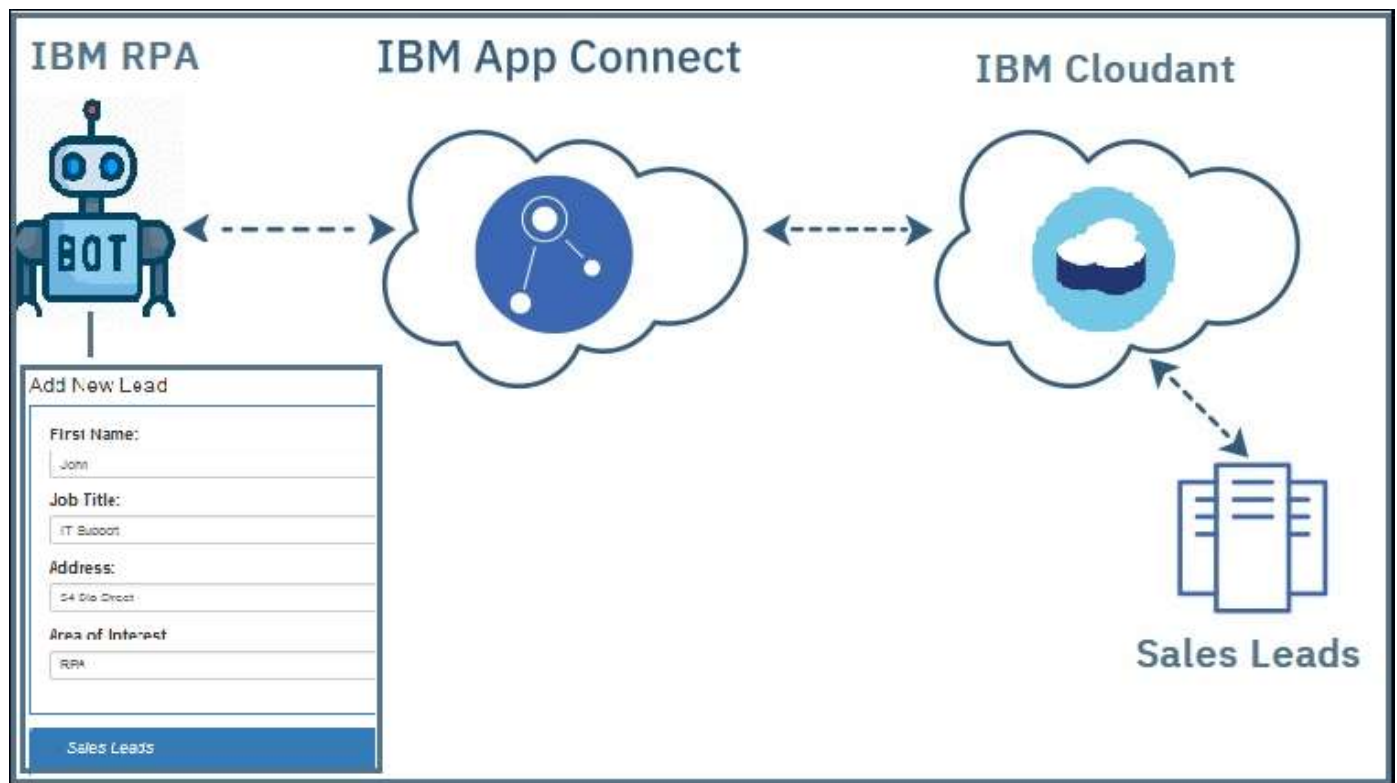 IBM RPA
IBM App Connect
IBM Cloudant
BOT
Add New Lead
First Name:
John
Job Title:
IT Support
Address:
Street
Area of Interest
RPA
Sales Leads
Sales Leads